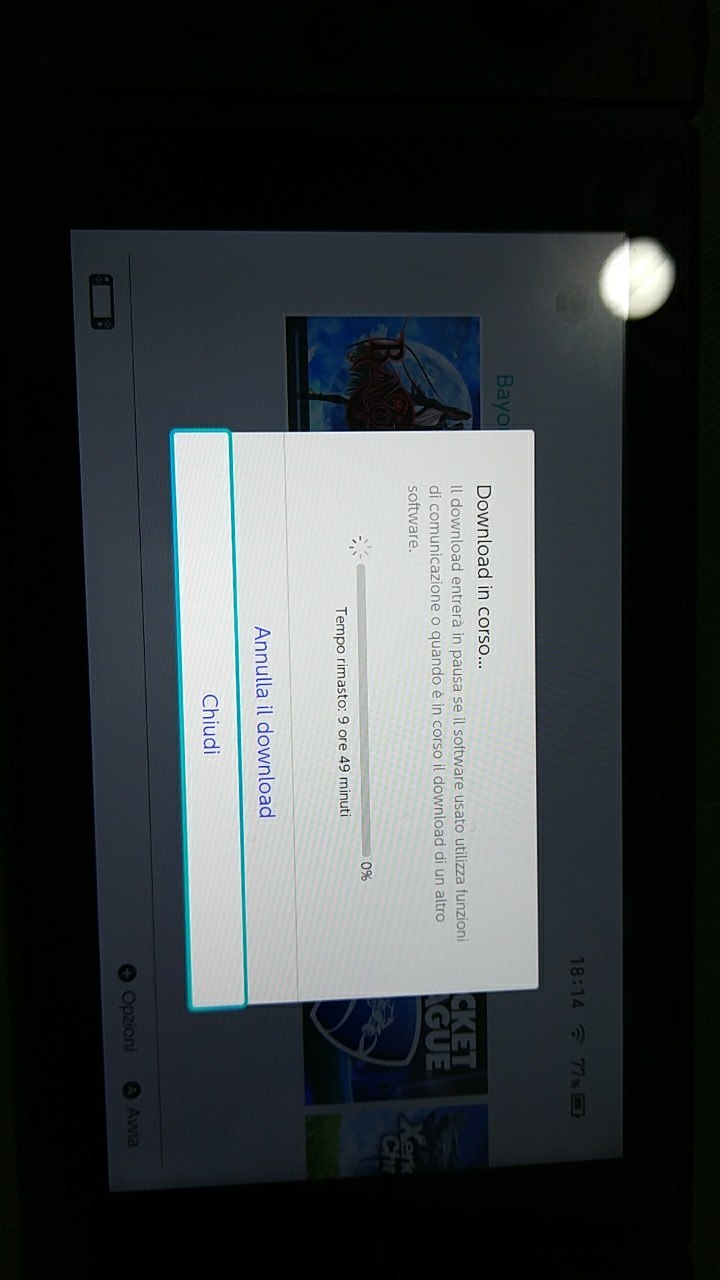 18:14 77%
Bayo
BAYO
CKET
AGUE
Xen
Chr
Download in corso...
Il download entrerà in pausa se il software usato utilizza funzioni
di comunicazione o quando è in corso il download di un altro
software.
0%
Tempo rimasto: 9 ore 49 minuti
Annulla il download
Chiudi
+ Opzioni A Avvia